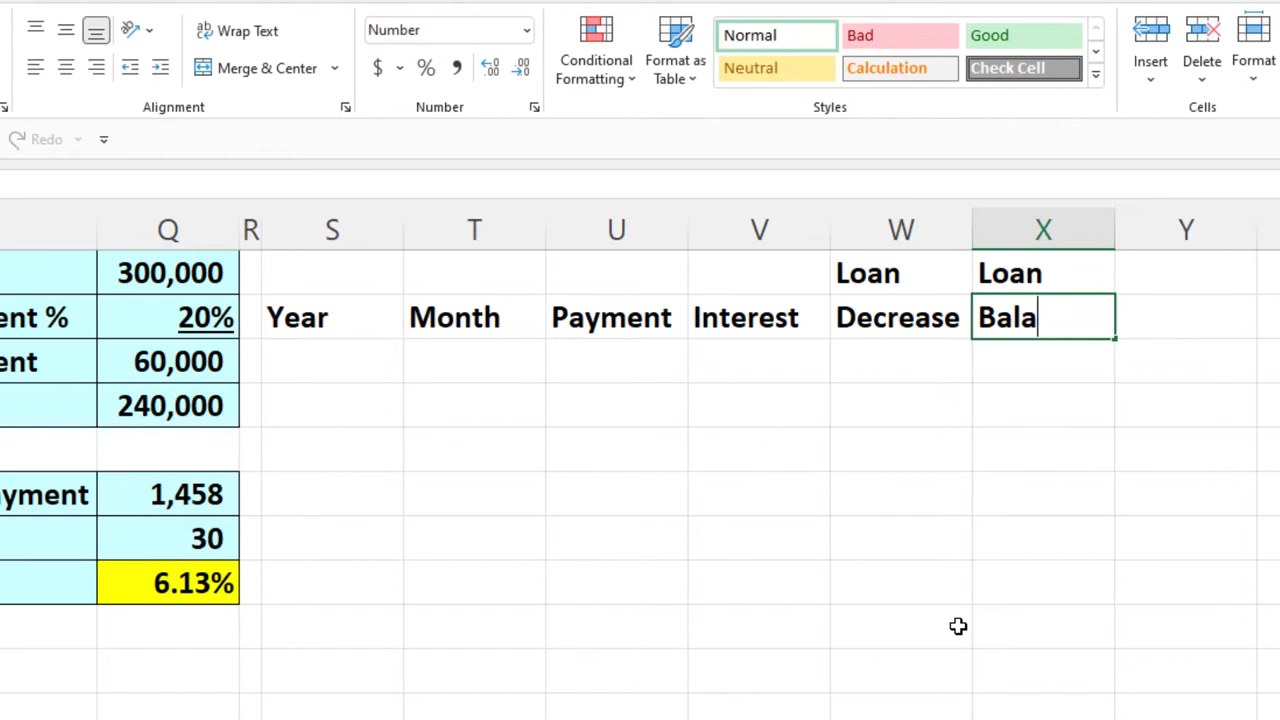 Wrap Text
Number
Conditional
Formatting
Format as
Table
Normal
Bad
Good
Merge & Center
$ % ,
Neutral
Calculation
Check Cell
Insert
Delete
Format
Alignment
Number
Styles
Cells
Redo
Q R S T U V W X Y
300,000 Loan Loan
ent % 20% Year Month Payment Interest Decrease Bala
ent 60,000
240,000
ayment 1,458
30
6.13%